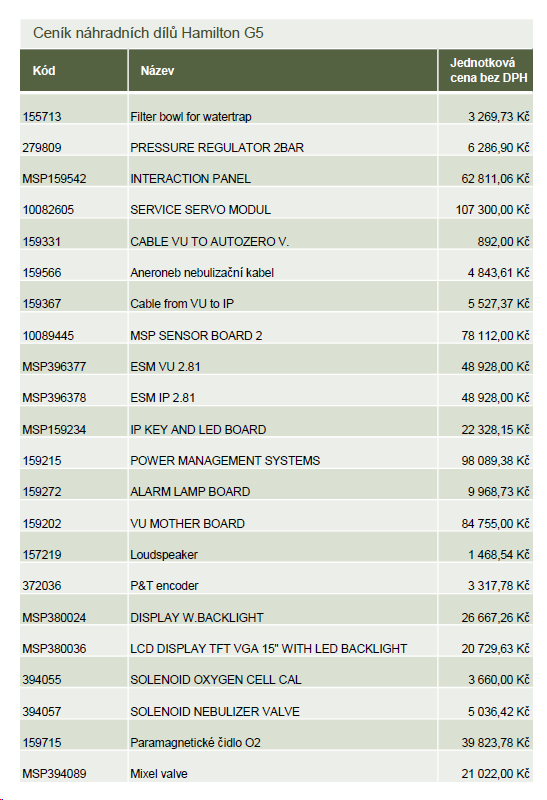 Ceník náhradních dílů Hamilton G5
Kód Název Jednotková
cena bez DPH
155713 Filter bowl for watertrap 3 269,73 Kč
279809 PRESSURE REGULATOR 2BAR 6 286,90 Kč
MSP159542 INTERACTION PANEL 62 811,06 Kč
10082605 SERVICE SERVO MODUL 107 300,00 Kč
159331 CABLE VU TO AUTOZERO V. 892,00 Kč
159566 Aneroneb nebulizační kabel 4 843,61 Kč
159367 Cable from VU to IP 5 527,37 Kč
10089445 MSP SENSOR BOARD 2 78 112,00 Kč
MSP396377 ESM VU 2.81 48 928,00 Kč
MSP396378 ESM IP 2.81 48 928,00 Kč
MSP159234 IP KEY AND LED BOARD 22 328,15 Kč
159215 POWER MANAGEMENT SYSTEMS 98 089,38 Kč
159272 ALARM LAMP BOARD 9 968,73 Kč
159202 VU MOTHER BOARD 84 755,00 Kč
157219 Loudspeaker 1 468,54 Kč
372036 P&T encoder 3 317,78 Kč
MSP380024 DISPLAY W.BACKLIGHT 26 667,26 Kč
MSP380036 LCD DISPLAY TFT VGA 15" WITH LED BACKLIGHT 20 729,63 Kč
394055 SOLENOID OXYGEN CELL CAL 3 660,00 Kč
394057 SOLENOID NEBULIZER VALVE 5 036,42 Kč
159715 Paramagnetické čidlo O2 39 823,78 Kč
MSP394089 Mixel valve 21 022,00 Kč